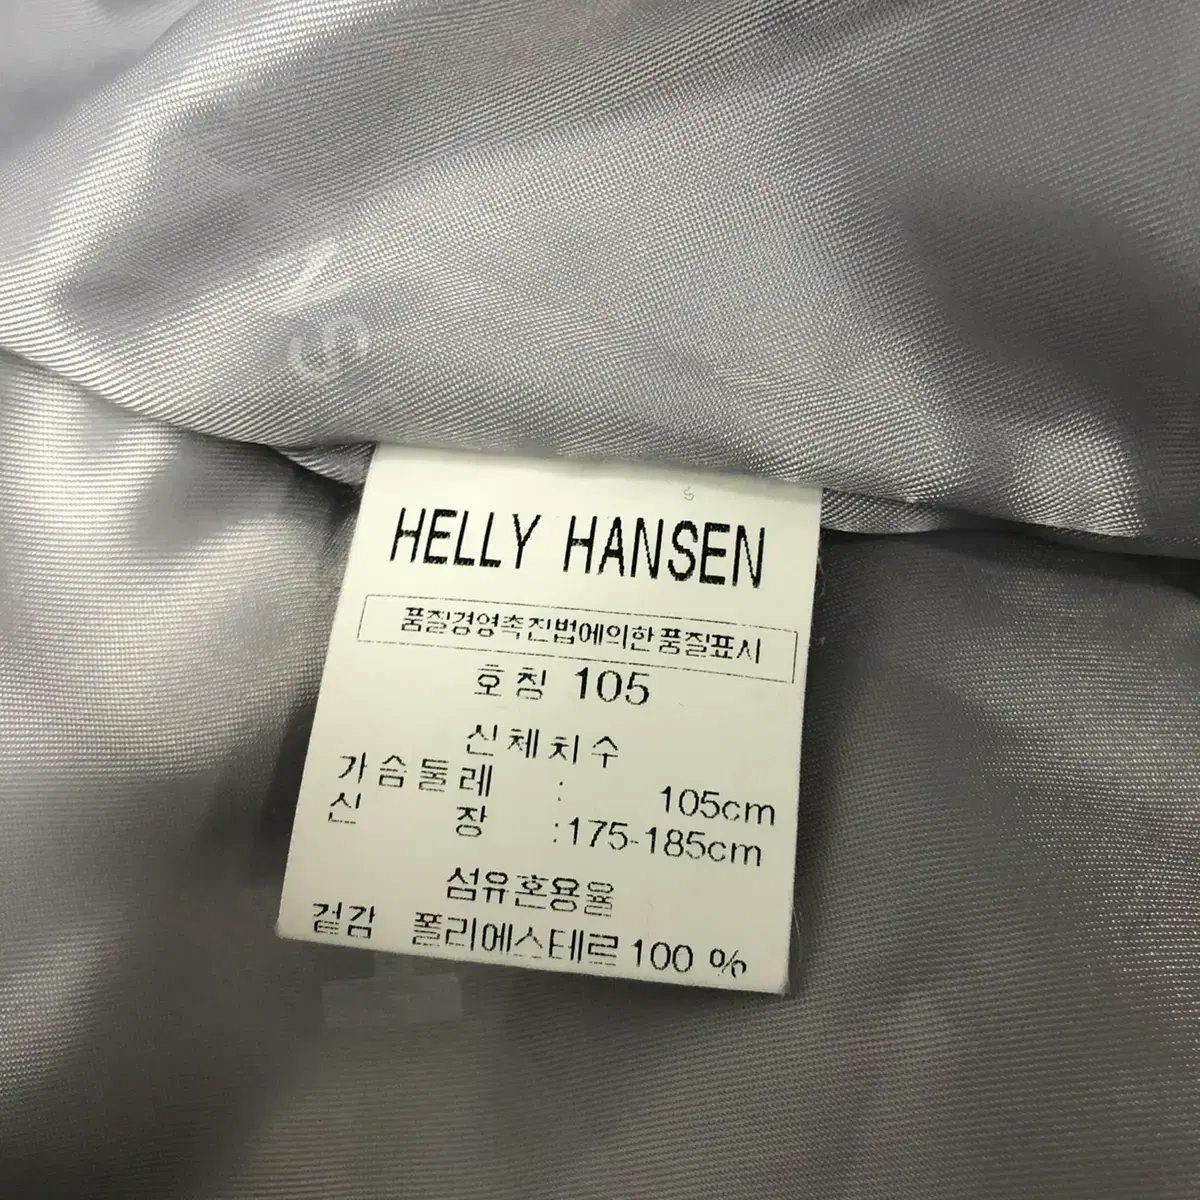 HELLY HANSEN
품질경영촉진법에의한품질표시
호칭 105
신체치수
가슴둘레 : 105cm
신 장 :175-185cm
섬유혼용율
겉감 폴리에스테르 100 %